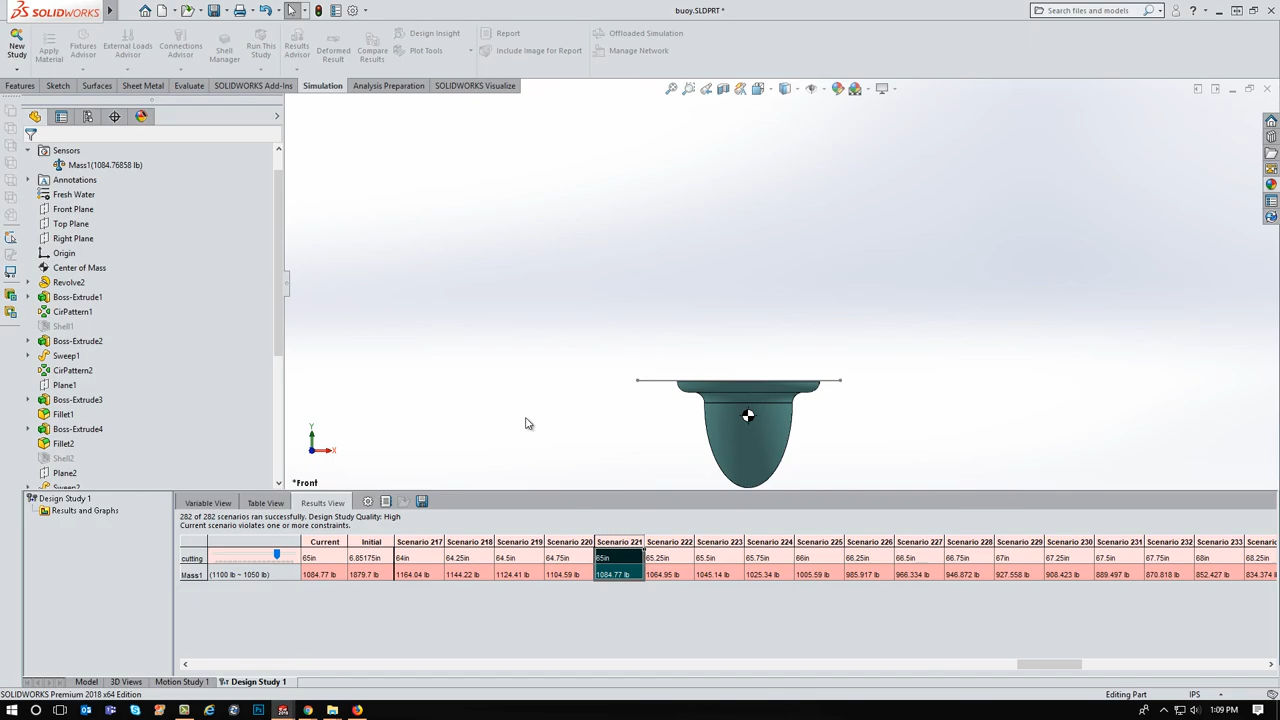 SOLIDWORKS
buoy.SLDPRT *
Search files and models
New Study
Apply Material
Fixtures Advisor
External Loads Advisor
Connections Advisor
Shell Manager
Run This Study
Results Advisor
Deformed Result
Compare Results
Design Insight
Plot Tools
Report
Include Image for Report
Offloaded Simulation
Manage Network
Features Sketch Surfaces Sheet Metal Evaluate SOLIDWORKS Add-Ins Simulation Analysis Preparation SOLIDWORKS Visualize
Sensors
Mass1(1084.76858 lb)
Annotations
Fresh Water
Front Plane
Top Plane
Right Plane
Origin
Center of Mass
Revolve2
Boss-Extrude1
CirPattern1
Shell1
Boss-Extrude2
Sweep1
CirPattern2
Plane1
Boss-Extrude3
Fillet1
Boss-Extrude4
Fillet2
Shell2
Plane2
Sweep2
Y
X
*Front
Design Study 1
Results and Graphs
Variable View Table View Results View
282 of 282 scenarios ran successfully. Design Study Quality: High
Current scenario violates one or more constraints.
Current Initial Scenario 217 Scenario 218 Scenario 219 Scenario 220 Scenario 221 Scenario 222 Scenario 223 Scenario 224 Scenario 225 Scenario 226 Scenario 227 Scenario 228 Scenario 229 Scenario 230 Scenario 231 Scenario 232 Scenario 233 Scenar
cutting 65in 6.85175in 64in 64.25in 64.5in 64.75in 65in 65.25in 65.5in 65.75in 66in 66.25in 66.5in 66.75in 67in 67.25in 67.5in 67.75in 68in 68.25in
Mass1 (1100 lb ~ 1050 lb) 1084.77 lb 1879.7 lb 1164.04 lb 1144.22 lb 1124.41 lb 1104.59 lb 1084.77 lb 1064.95 lb 1045.14 lb 1025.34 lb 1005.59 lb 985.917 lb 966.334 lb 946.872 lb 927.558 lb 908.423 lb 889.497 lb 870.818 lb 852.427 lb 834.374 lb
Model 3D Views Motion Study 1 Design Study 1
SOLIDWORKS Premium 2018 x64 Edition
Editing Part
IPS
1:09 PM